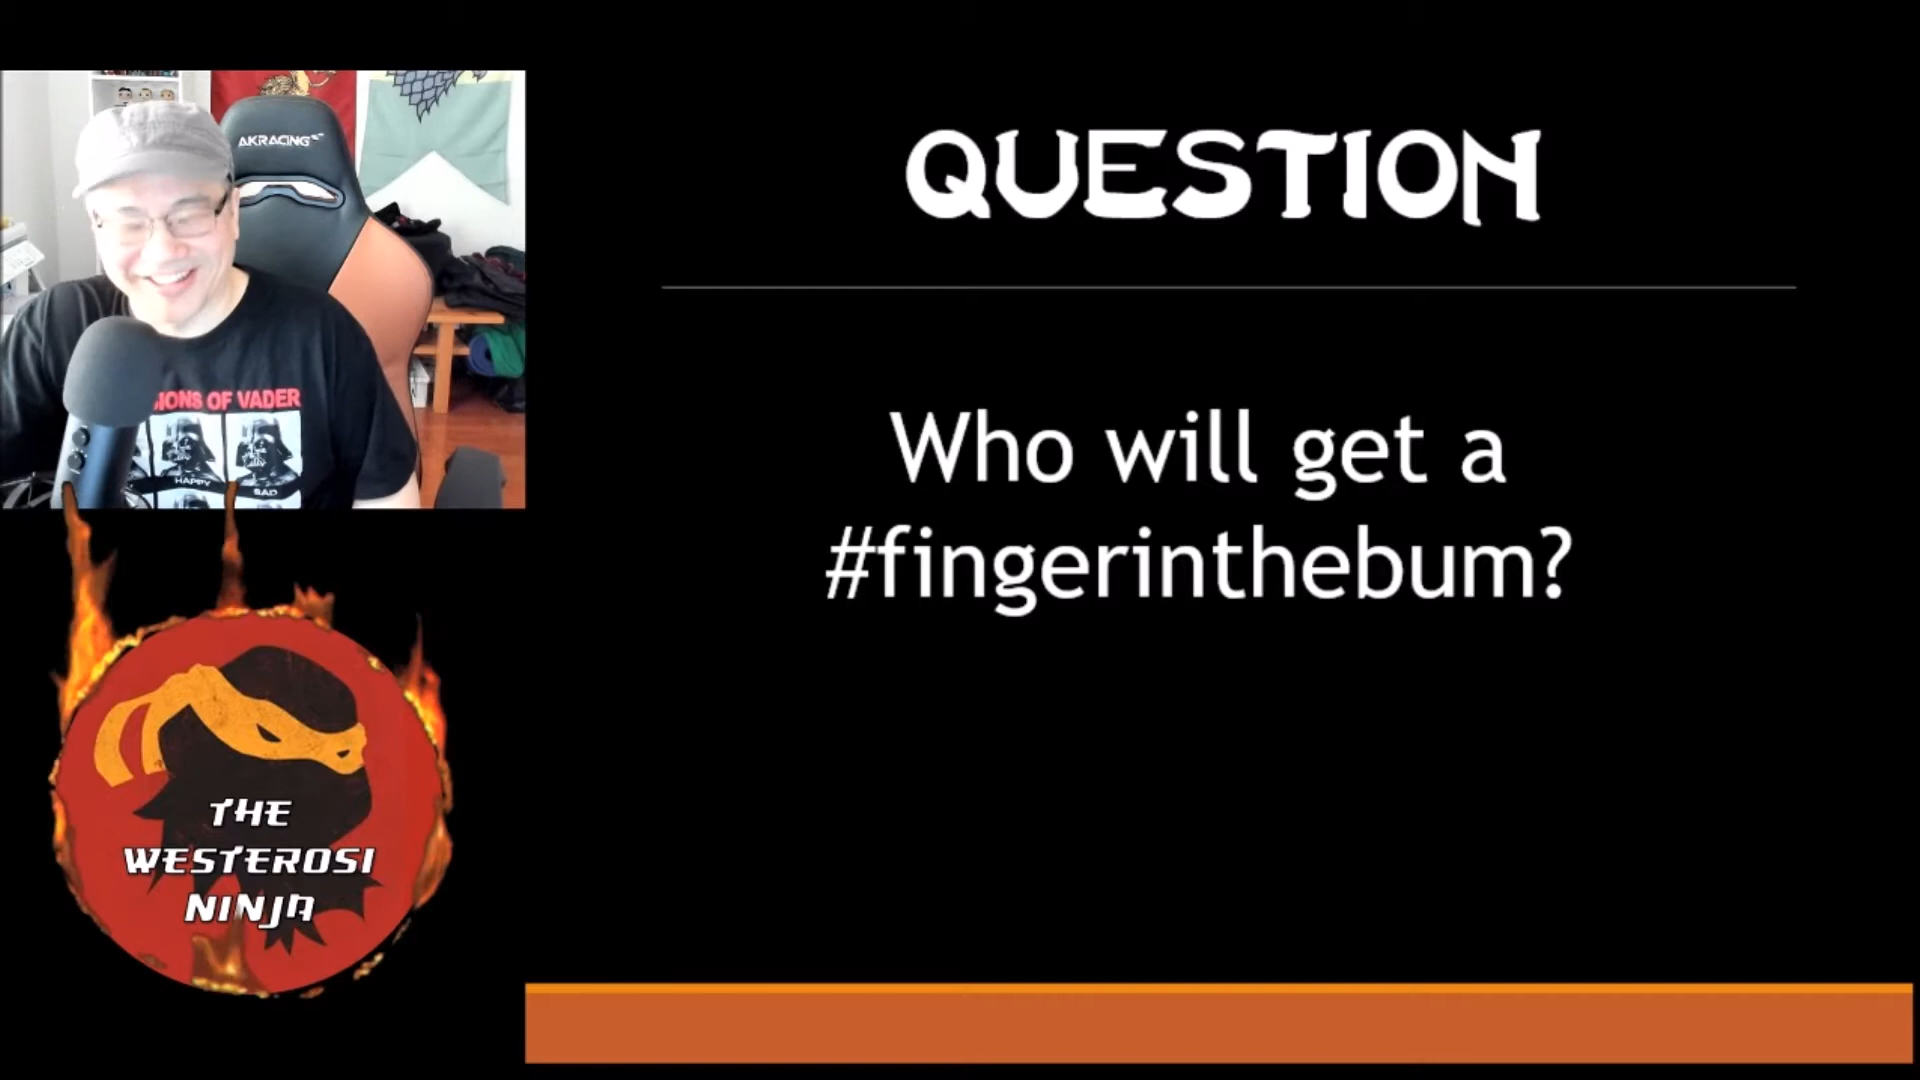 AKRACING
IONS OF VADER
HAPPY
SAD
THE
WESTEROSI
NINJA
QUESTION
Who will get a
#fingerinthebum?